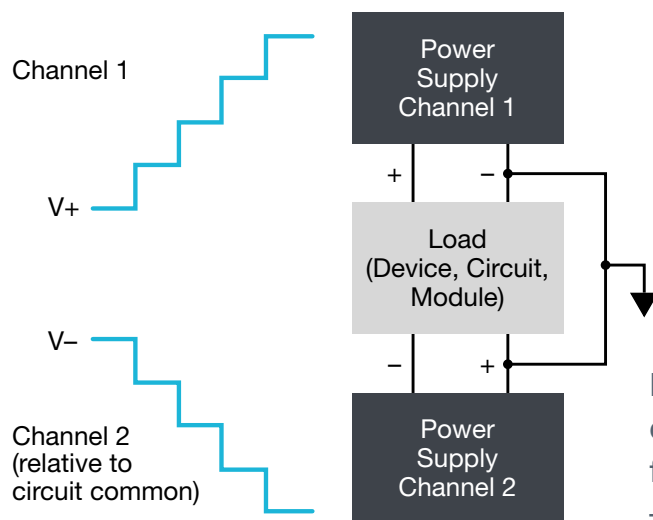 Channel 1
V+
V–
Channel 2
(relative to
circuit common)
Power
Supply
Channel 1
+ –
Load
(Device, Circuit,
Module)
– +
Power
Supply
Channel 2